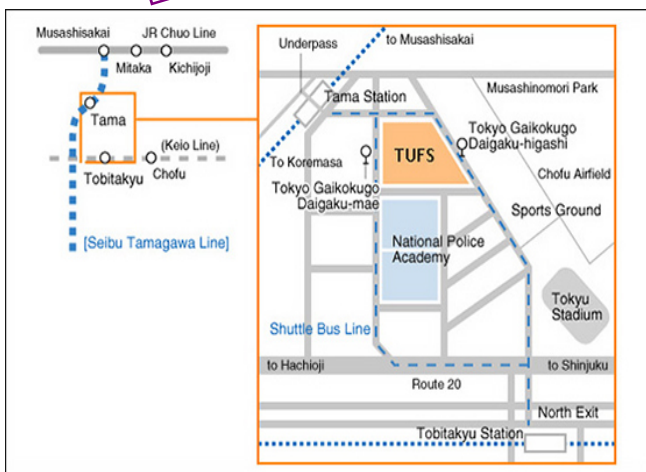 Musashisakai
JR Chuo Line
Mitaka
Kichijoji
Tama
(Keio Line)
Tobitakyu
Chofu
[Seibu Tamagawa Line]
Underpass
to Musashisakai
Tama Station
Musashinomori Park
To Koremasa
TUFS
Tokyo Gaikokugo
Daigaku-higashi
Chofu Airfield
Tokyo Gaikokugo
Daigaku-mae
Sports Ground
National Police
Academy
Tokyu
Stadium
Shuttle Bus Line
to Hachioji
to Shinjuku
Route 20
North Exit
Tobitakyu Station